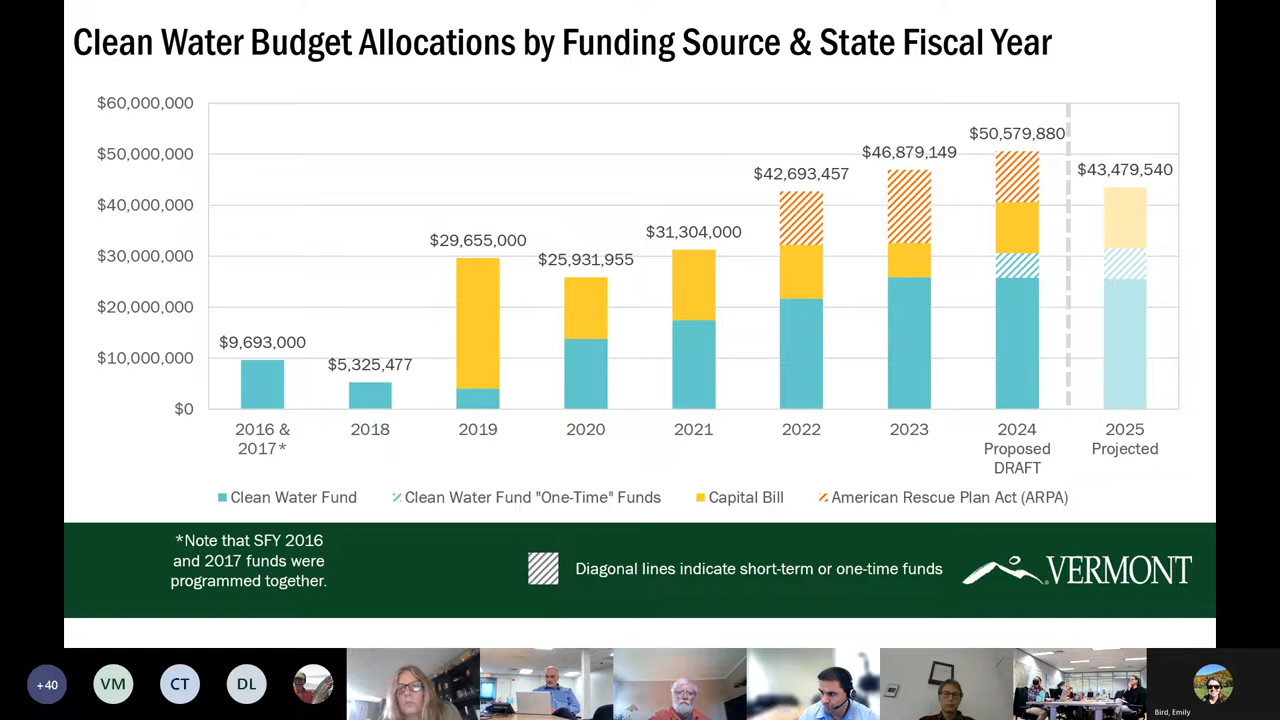 Clean Water Budget Allocations by Funding Source & State Fiscal Year
$60,000,000
$50,000,000
$40,000,000
$30,000,000
$20,000,000
$10,000,000
$0
$9,693,000
$5,325,477
$29,655,000
$25,931,955
$31,304,000
$42,693,457
$46,879,149
$50,579,880
$43,479,540
2016 &
2017*
2018
2019
2020
2021
2022
2023
2024
Proposed
DRAFT
2025
Projected
Clean Water Fund
Clean Water Fund "One-Time" Funds
Capital Bill
American Rescue Plan Act (ARPA)
*Note that SFY 2016
and 2017 funds were
programmed together.
Diagonal lines indicate short-term or one-time funds
VERMONT
+40
VM
CT
DL
Bird, Emily